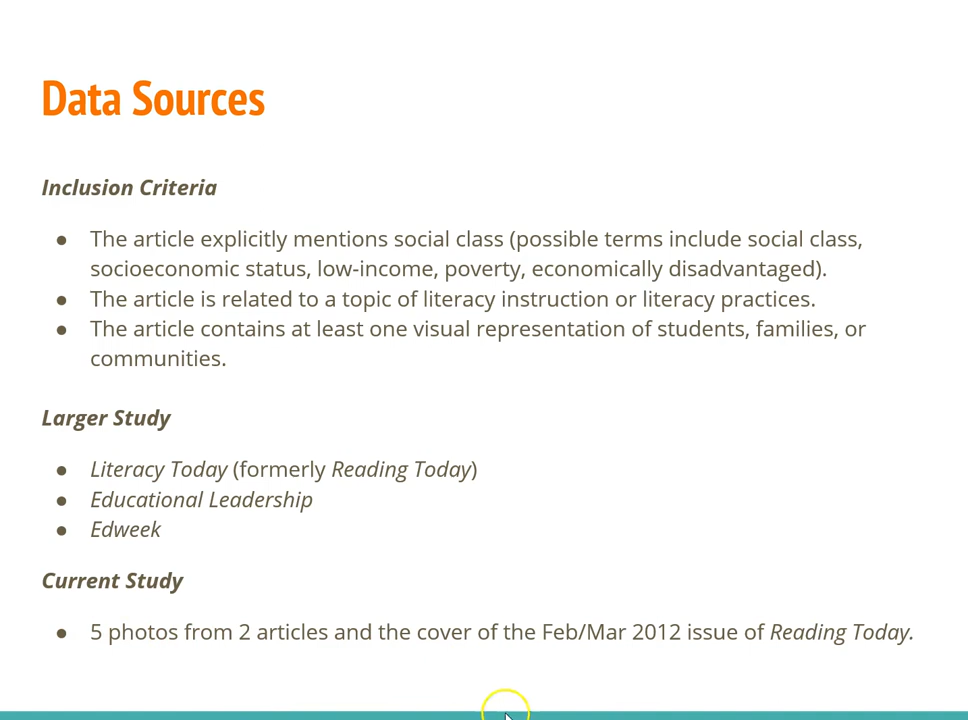 Data Sources
Inclusion Criteria
● The article explicitly mentions social class (possible terms include social class,
socioeconomic status, low-income, poverty, economically disadvantaged).
● The article is related to a topic of literacy instruction or literacy practices.
● The article contains at least one visual representation of students, families, or
communities.
Larger Study
● Literacy Today (formerly Reading Today)
● Educational Leadership
● Edweek
Current Study
● 5 photos from 2 articles and the cover of the Feb/Mar 2012 issue of Reading Today.